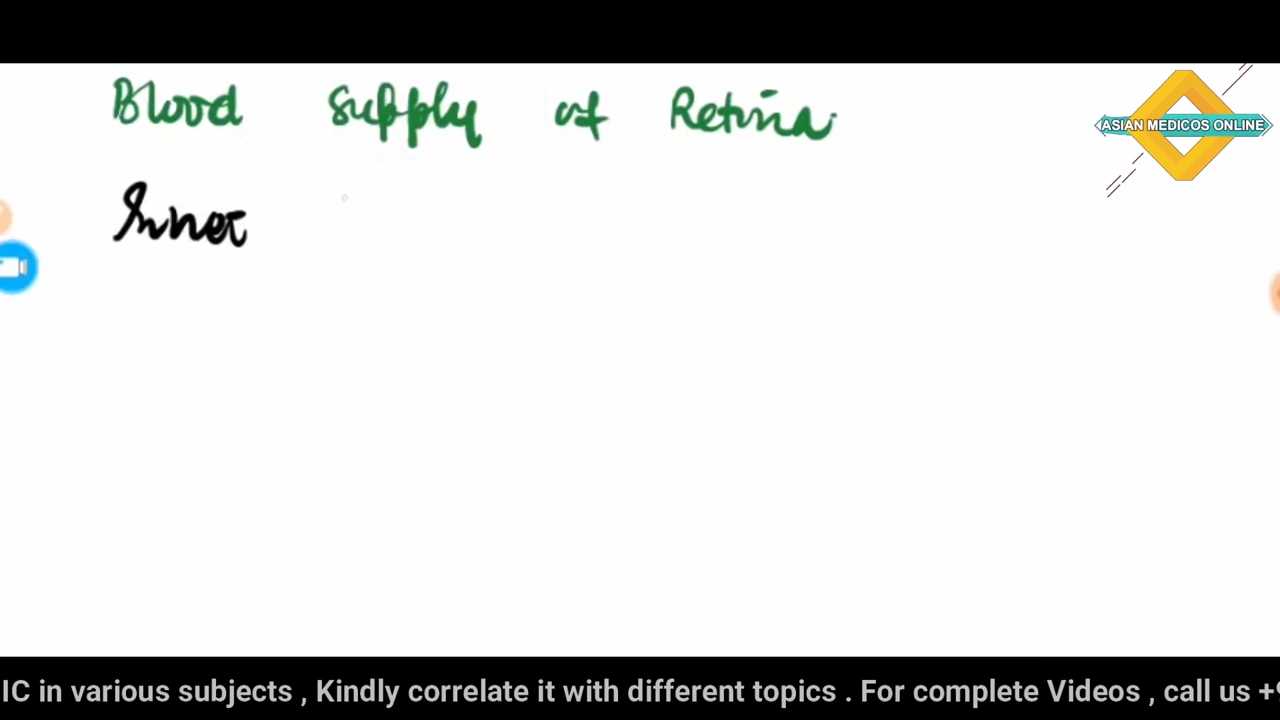 Blood Supply of Retina
ASIAN MEDICOS ONLINE
Inner
IC in various subjects , Kindly correlate it with different topics . For complete Videos , call us +9